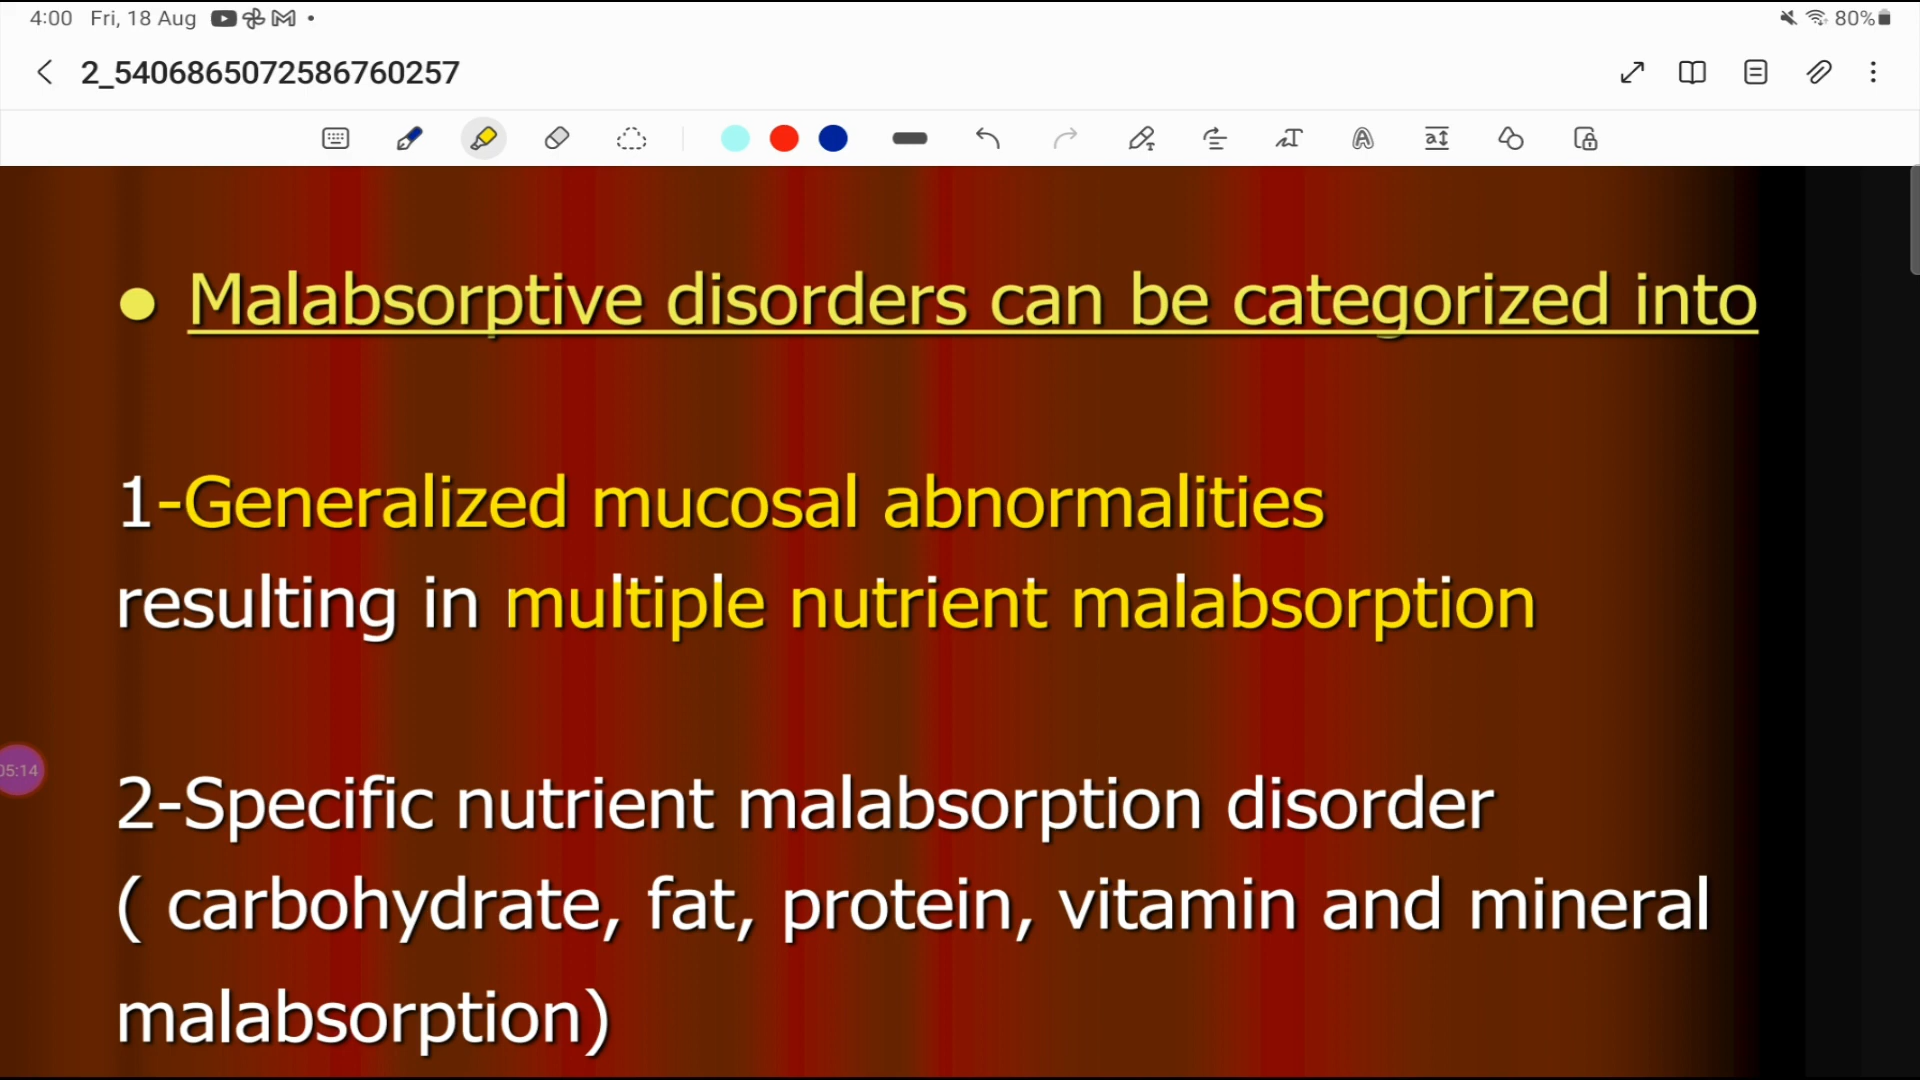 4:00 Fri, 18 Aug
80%
2_5406865072586760257
• Malabsorptive disorders can be categorized into
1-Generalized mucosal abnormalities
resulting in multiple nutrient malabsorption
05:14
2-Specific nutrient malabsorption disorder
( carbohydrate, fat, protein, vitamin and mineral
malabsorption)